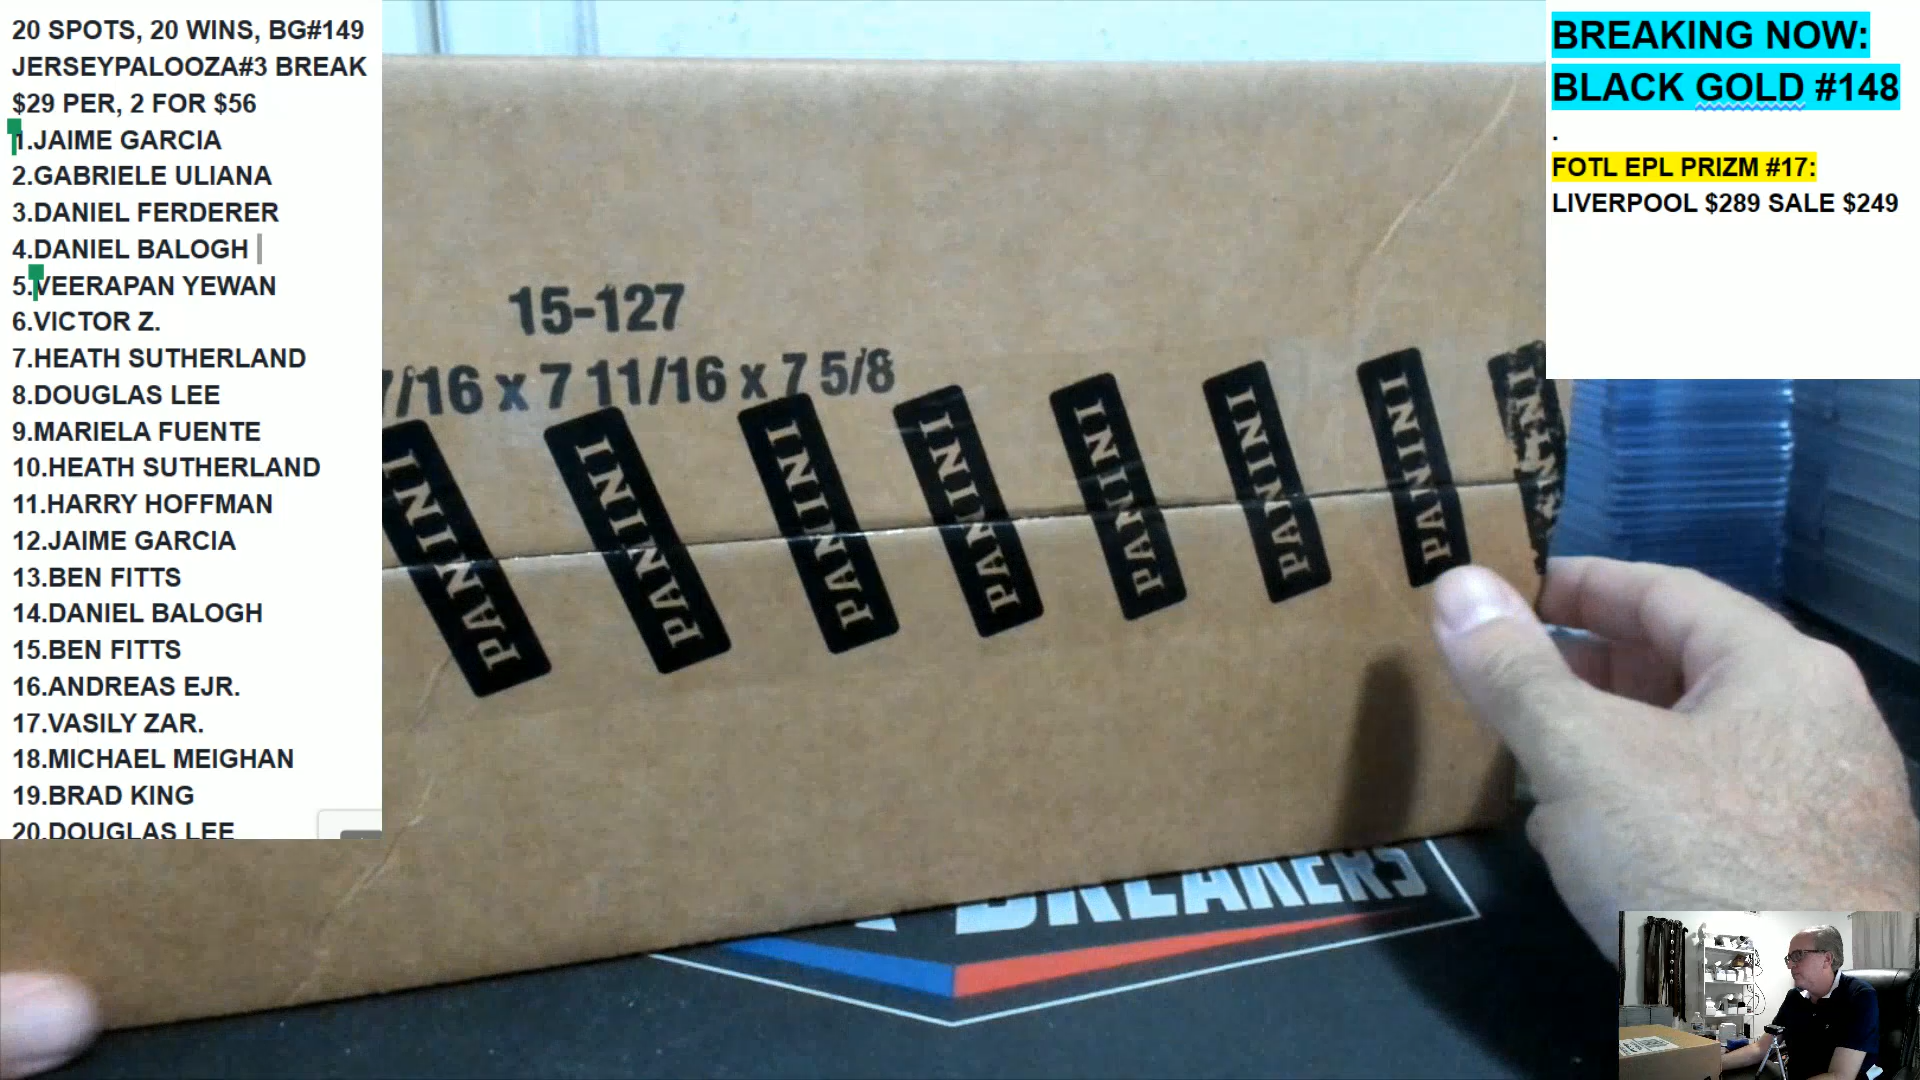 20 SPOTS, 20 WINS, BG#149
JERSEYPALOOZA#3 BREAK
$29 PER, 2 FOR $56
1.JAIME GARCIA
2.GABRIELE ULIANA
3.DANIEL FERDERER
4.DANIEL BALOGH
5.VEERAPAN YEWAN
6.VICTOR Z.
7.HEATH SUTHERLAND
8.DOUGLAS LEE
9.MARIELA FUENTE
10.HEATH SUTHERLAND
11.HARRY HOFFMAN
12.JAIME GARCIA
13.BEN FITTS
14.DANIEL BALOGH
15.BEN FITTS
16.ANDREAS EJR.
17.VASILY ZAR.
18.MICHAEL MEIGHAN
19.BRAD KING
20.DOUGLAS LEE
BREAKING NOW:
BLACK GOLD #148
.
FOTL EPL PRIZM #17:
LIVERPOOL $289 SALE $249
15-127
7/16 x 7 11/16 x 7 5/8
PANINI
PANINI
PANINI
PANINI
PANINI
PANINI
PANINI
PANINI
BREAKERS